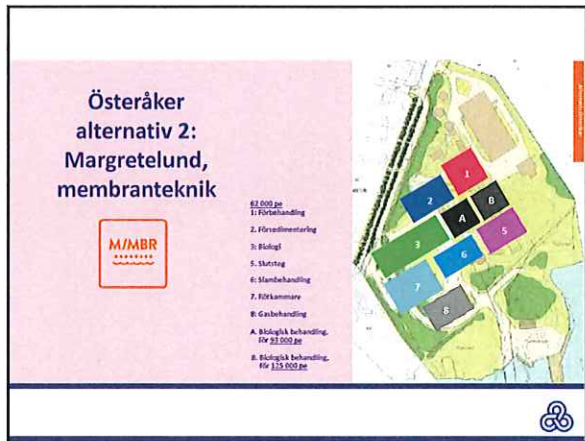 Österåker
alternativ 2:
Margretelund,
membranteknik
M/MBR
62 000 pe
1: Förbehandling
2. Försedimentering
3: Biologi
5. Slutsteg
6: Slambehandling
7. Rötkammare
8: Gasbehandling
A. Biologisk behandling,
för 93 000 pe
B. Biologisk behandling,
för 125 000 pe
1
2
B
A
3
5
6
7
8